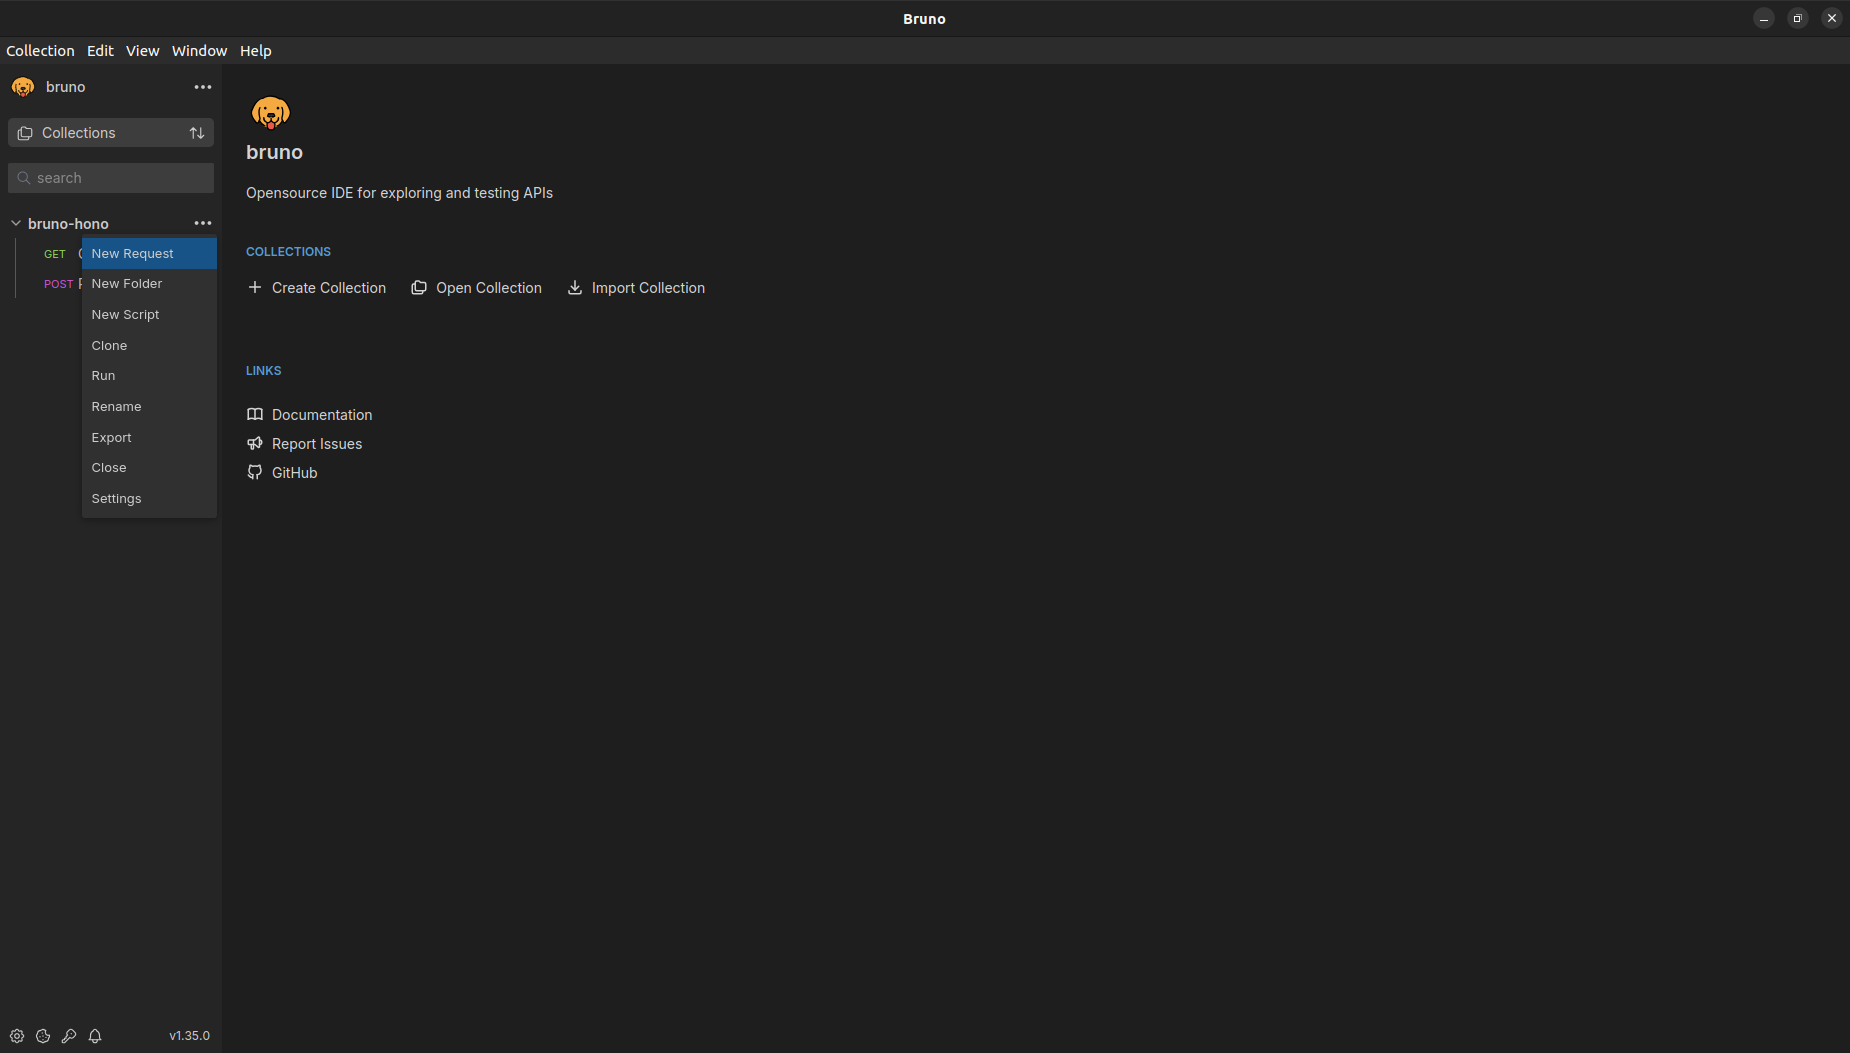 Bruno
Collection Edit View Window Help
bruno
Collections
search
bruno-hono
GET
POST
New Request
New Folder
New Script
Clone
Run
Rename
Export
Close
Settings
v1.35.0
bruno
Opensource IDE for exploring and testing APIs
COLLECTIONS
Create Collection Open Collection Import Collection
LINKS
Documentation
Report Issues
GitHub